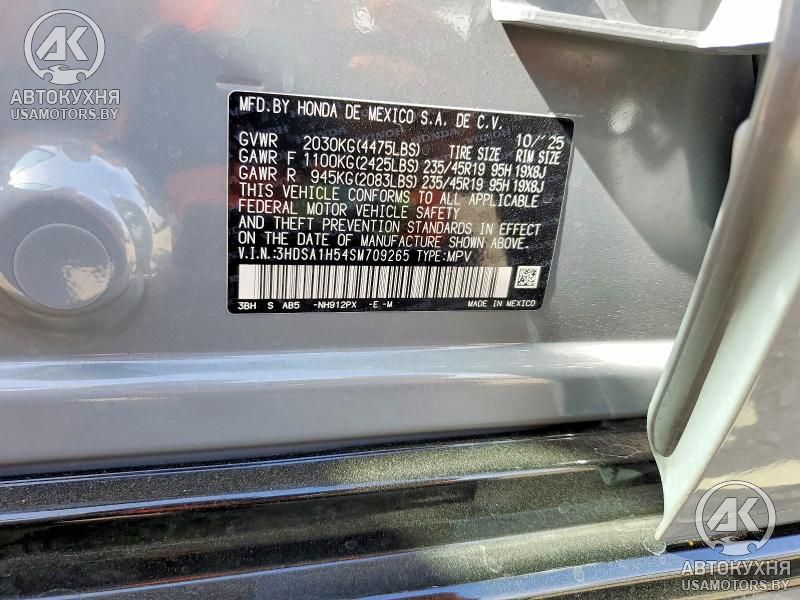 AK
АВТОКУХНЯ
USAMOTORS.BY
MFD.BY HONDA DE MEXICO S.A. DE C.V. 10/'25
GVWR 2030KG(4475LBS) TIRE SIZE RIM SIZE
GAWR F 1100KG(2425LBS) 235/45R19 95H 19X8J
GAWR R 945KG(2083LBS) 235/45R19 95H 19X8J
THIS VEHICLE CONFORMS TO ALL APPLICABLE
FEDERAL MOTOR VEHICLE SAFETY
AND THEFT PREVENTION STANDARDS IN EFFECT
ON THE DATE OF MANUFACTURE SHOWN ABOVE.
V.I.N.:3HDSA1H54SM709265 TYPE:MPV
3BH S AB5 -NH912PX -E -M MADE IN MEXICO
AK
АВТОКУХНЯ
USAMOTORS.BY